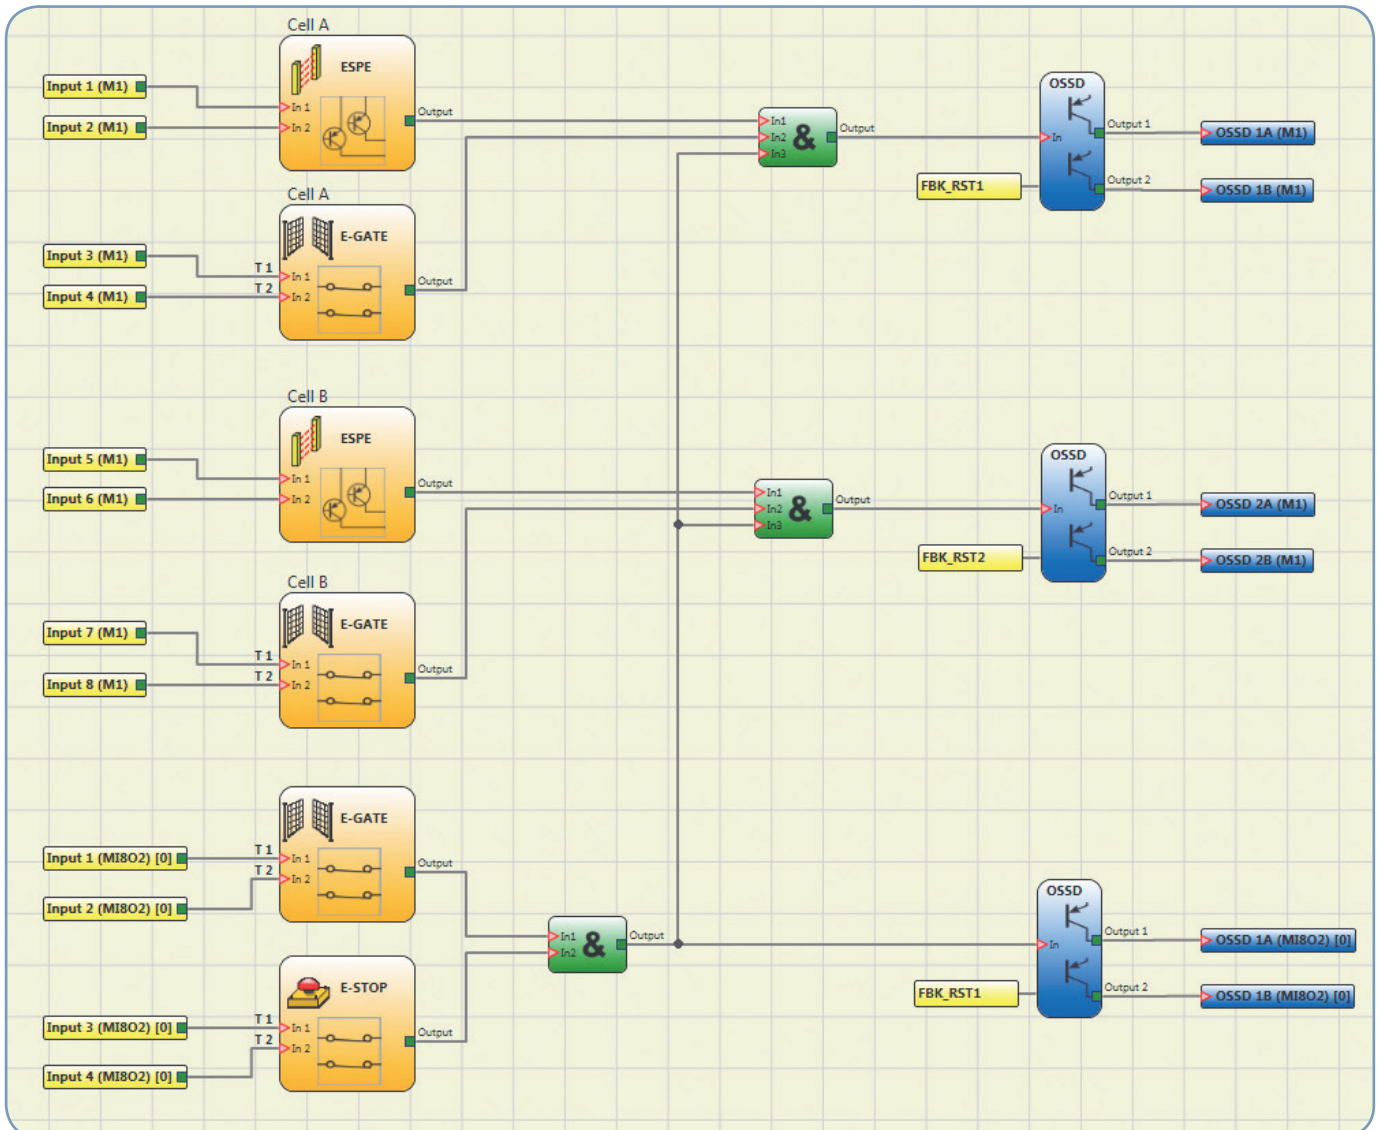 Cell A
ESPE
Input 1 (M1)
Input 2 (M1)
In 1
In 2
Output
In1
In2
In3
&
Output
OSSD
In
Output 1
Output 2
OSSD 1A (M1)
OSSD 1B (M1)
FBK_RST1
Cell A
E-GATE
Input 3 (M1)
Input 4 (M1)
T 1
T 2
In 1
In 2
Output
Cell B
ESPE
Input 5 (M1)
Input 6 (M1)
In 1
In 2
Output
In1
In2
In3
&
Output
OSSD
In
Output 1
Output 2
OSSD 2A (M1)
OSSD 2B (M1)
FBK_RST2
Cell B
E-GATE
Input 7 (M1)
Input 8 (M1)
T 1
T 2
In 1
In 2
Output
E-GATE
Input 1 (MI8O2) [0]
Input 2 (MI8O2) [0]
T 1
T 2
In 1
In 2
Output
In1
In2
&
Output
OSSD
In
Output 1
Output 2
OSSD 1A (MI8O2) [0]
OSSD 1B (MI8O2) [0]
FBK_RST1
E-STOP
Input 3 (MI8O2) [0]
Input 4 (MI8O2) [0]
T 1
T 2
In 1
In 2
Output